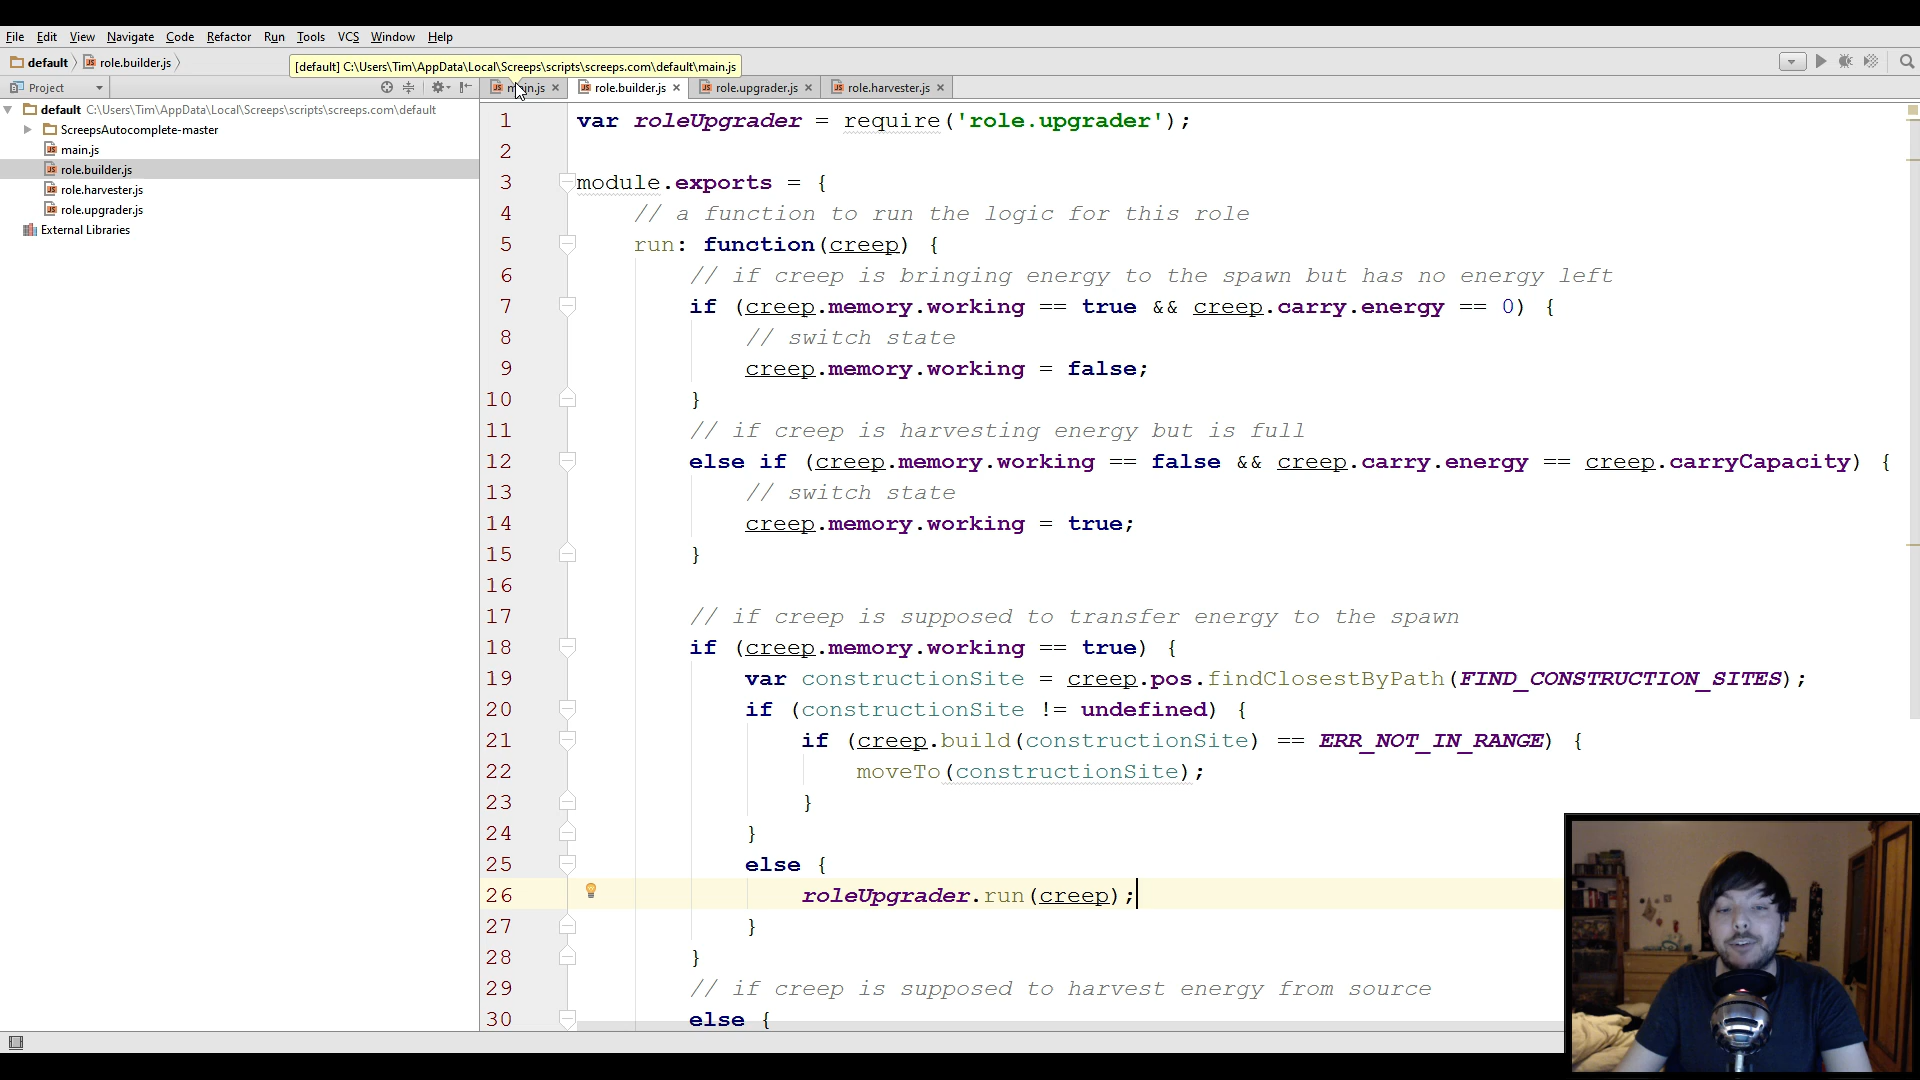 File Edit View Navigate Code Refactor Run Tools VCS Window Help
default role.builder.js
[default] C:\Users\Tim\AppData\Local\Screeps\scripts\screeps.com\default\main.js
Project
main.js role.builder.js role.upgrader.js role.harvester.js
default C:\Users\Tim\AppData\Local\Screeps\scripts\screeps.com\default
ScreepsAutocomplete-master
main.js
role.builder.js
role.harvester.js
role.upgrader.js
External Libraries
1 var roleUpgrader = require('role.upgrader');
2
3 module.exports = {
4 // a function to run the logic for this role
5 run: function(creep) {
6 // if creep is bringing energy to the spawn but has no energy left
7 if (creep.memory.working == true && creep.carry.energy == 0) {
8 // switch state
9 creep.memory.working = false;
10 }
11 // if creep is harvesting energy but is full
12 else if (creep.memory.working == false && creep.carry.energy == creep.carryCapacity) {
13 // switch state
14 creep.memory.working = true;
15 }
16
17 // if creep is supposed to transfer energy to the spawn
18 if (creep.memory.working == true) {
19 var constructionSite = creep.pos.findClosestByPath(FIND_CONSTRUCTION_SITES);
20 if (constructionSite != undefined) {
21 if (creep.build(constructionSite) == ERR_NOT_IN_RANGE) {
22 moveTo(constructionSite);
23 }
24 }
25 else {
26 roleUpgrader.run(creep);
27 }
28 }
29 // if creep is supposed to harvest energy from source
30 else {